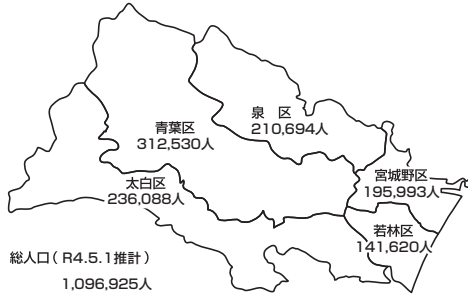 泉　区
210,694人
青葉区
312,530人
宮城野区
195,993人
太白区
236,088人
若林区
141,620人
総人口( R4.5.1推計)
1,096,925人